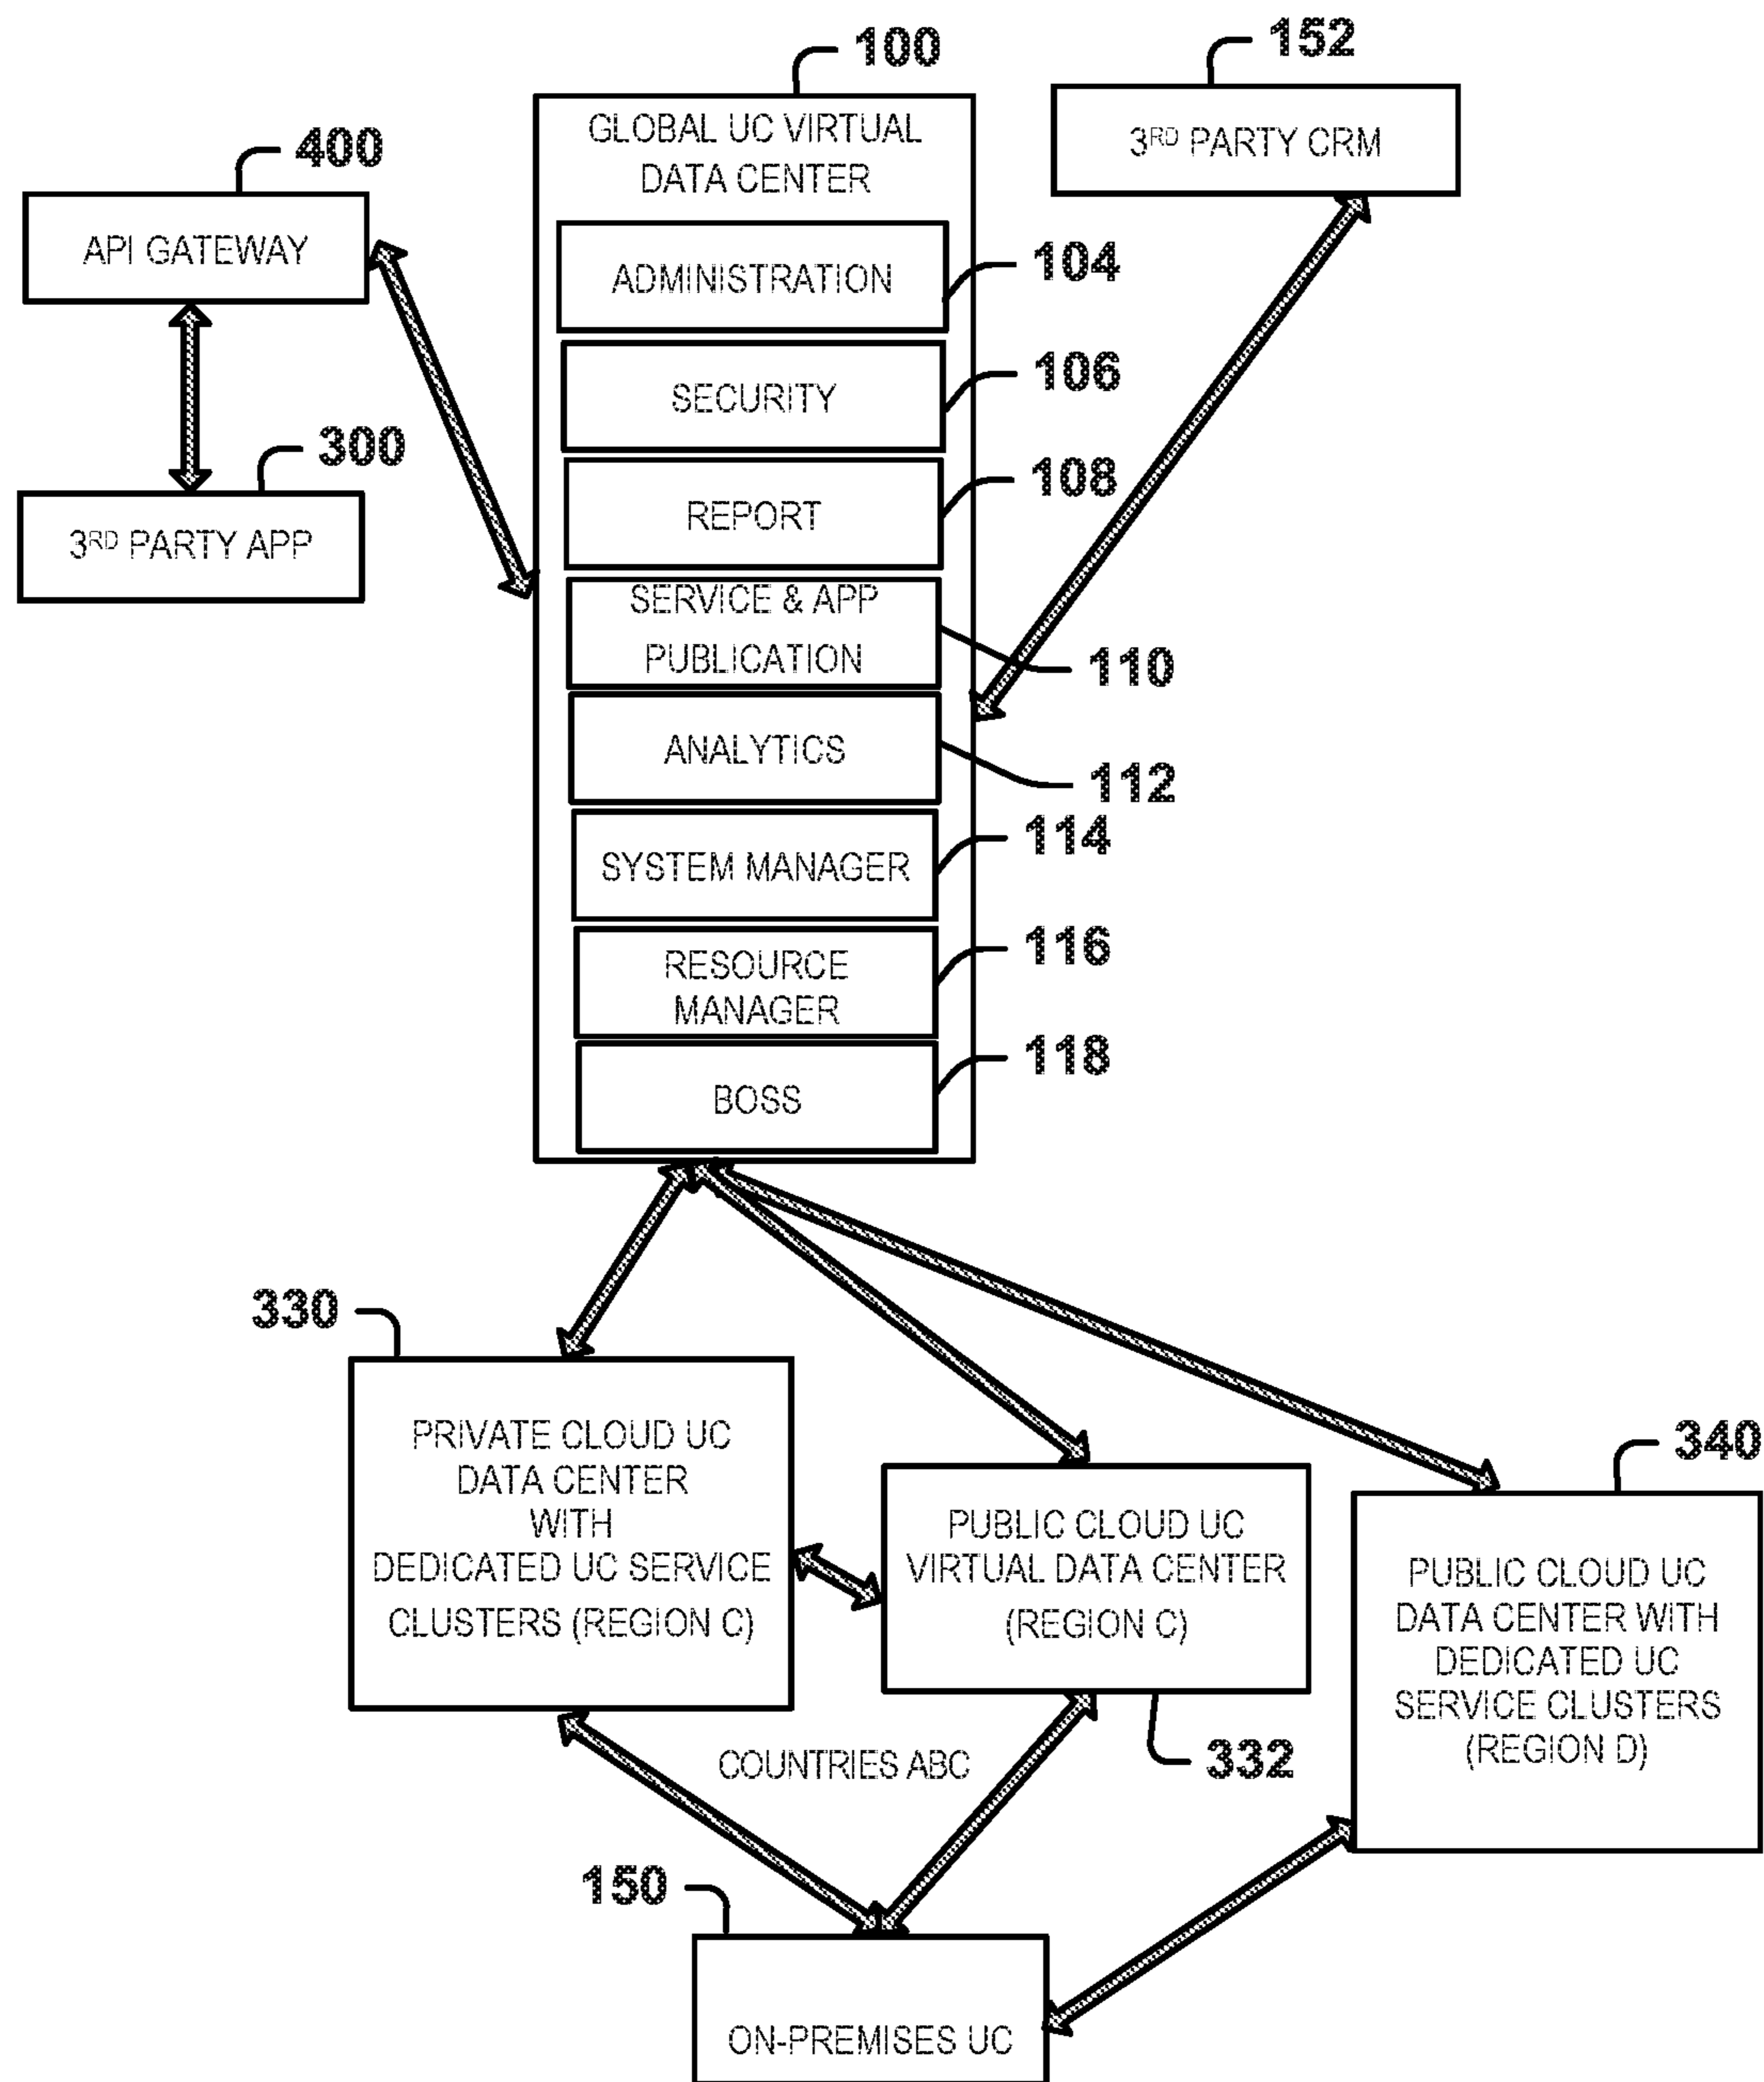 100
152
GLOBAL UC VIRTUAL
DATA CENTER
3RD PARTY CRM
400
API GATEWAY
ADMINISTRATION
104
SECURITY
106
300
3RD PARTY APP
REPORT
108
SERVICE & APP
PUBLICATION
110
ANALYTICS
112
SYSTEM MANAGER
114
RESOURCE
MANAGER
116
BOSS
118
330
PRIVATE CLOUD UC
DATA CENTER
WITH
DEDICATED UC SERVICE
CLUSTERS (REGION C)
PUBLIC CLOUD UC
VIRTUAL DATA CENTER
(REGION C)
332
340
PUBLIC CLOUD UC
DATA CENTER WITH
DEDICATED UC
SERVICE CLUSTERS
(REGION D)
COUNTRIES ABC
150
ON-PREMISES UC